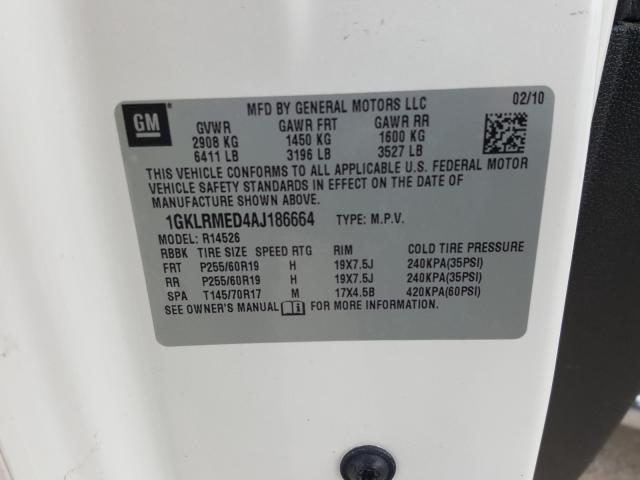 GM
MFD BY GENERAL MOTORS LLC 02/10
GVWR GAWR FRT GAWR RR
2908 KG 1450 KG 1600 KG
6411 LB 3196 LB 3527 LB
THIS VEHICLE CONFORMS TO ALL APPLICABLE U.S. FEDERAL MOTOR
VEHICLE SAFETY STANDARDS IN EFFECT ON THE DATE OF
MANUFACTURE SHOWN ABOVE.
1GKLRMED4AJ186664 TYPE: M.P.V.
MODEL: R14526
RBBK TIRE SIZE SPEED RTG RIM COLD TIRE PRESSURE
FRT P255/60R19 H 19X7.5J 240KPA(35PSI)
RR P255/60R19 H 19X7.5J 240KPA(35PSI)
SPA T145/70R17 M 17X4.5B 420KPA(60PSI)
SEE OWNER'S MANUAL FOR MORE INFORMATION